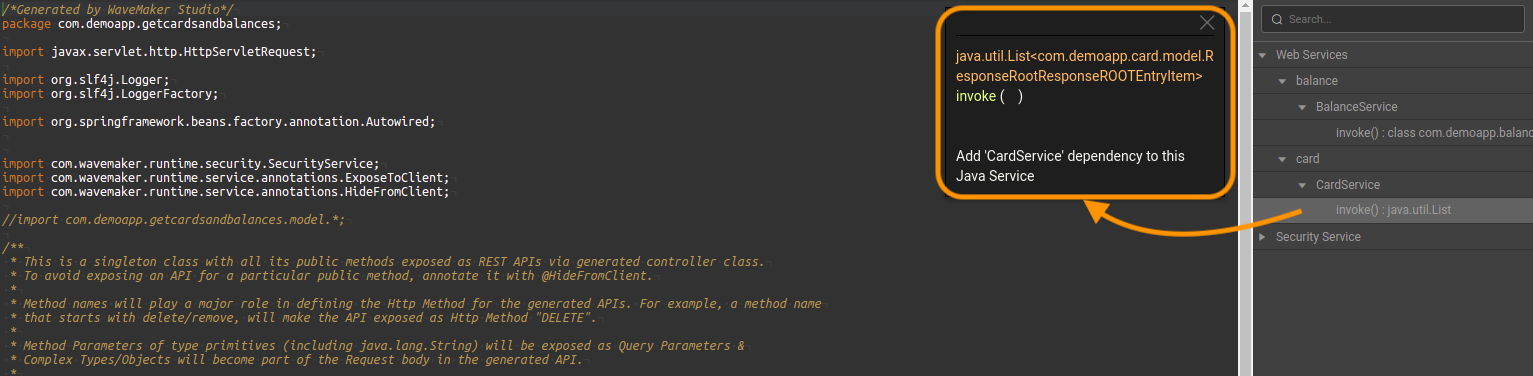 /*Generated by WaveMaker Studio*/
package com.demoapp.getcardsandbalances;
import javax.servlet.http.HttpServletRequest;
import org.slf4j.Logger;
import org.slf4j.LoggerFactory;
import org.springframework.beans.factory.annotation.Autowired;
import com.wavemaker.runtime.security.SecurityService;
import com.wavemaker.runtime.service.annotations.ExposeToClient;
import com.wavemaker.runtime.service.annotations.HideFromClient;
//import com.demoapp.getcardsandbalances.model.*;
/**
* This is a singleton class with all its public methods exposed as REST APIs via generated controller class.
* To avoid exposing an API for a particular public method, annotate it with @HideFromClient.
*
* Method names will play a major role in defining the Http Method for the generated APIs. For example, a method name
* that starts with delete/remove, will make the API exposed as Http Method "DELETE".
*
* Method Parameters of type primitives (including java.lang.String) will be exposed as Query Parameters &
* Complex Types/Objects will become part of the Request body in the generated API.
*
java.util.List<com.demoapp.card.model.R
esponseRootResponseROOTEntryItem>
invoke ( )
Add 'CardService' dependency to this
Java Service
Search...
Web Services
balance
BalanceService
invoke() : class com.demoapp.balanc
card
CardService
invoke() : java.util.List
Security Service